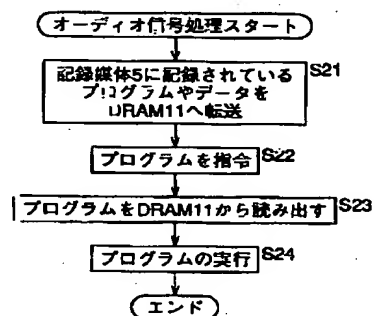 オーディオ信号処理スタート
記録媒体5に記録されている S21
プログラムやデータを
DRAM11へ転送
プログラムを指令 S22
プログラムをDRAM11から読み出す S23
プログラムの実行 S24
エンド